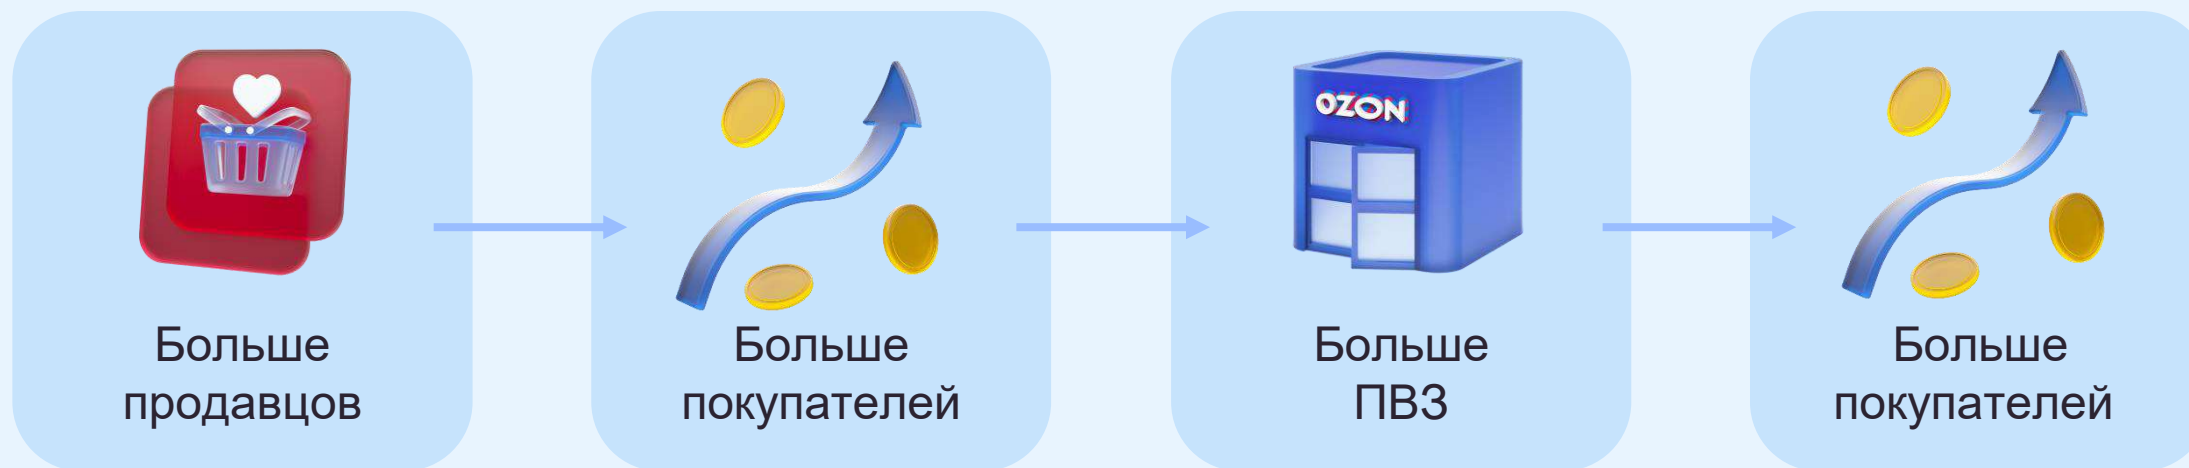 OZON
Больше
продавцов
Больше
покупателей
Больше
ПВЗ
Больше
покупателей